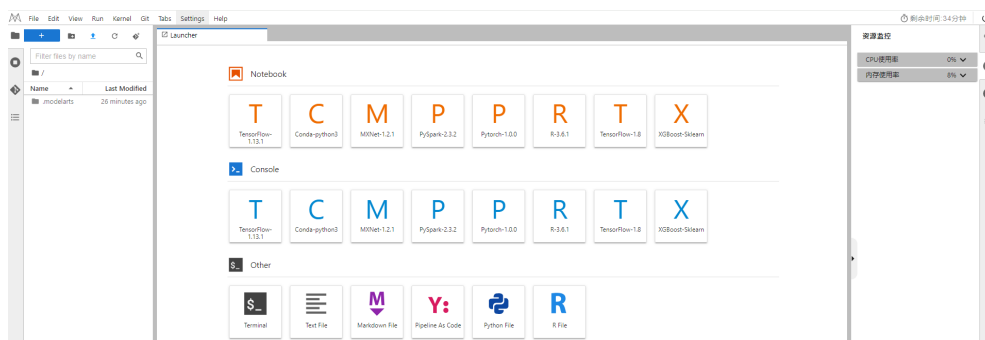 File Edit View Run Kernel Git Tabs Settings Help
剩余时间:34分钟
Launcher
资源监控
Filter files by name
CPU使用率 0%
/
Notebook
内存使用率 8%
Name Last Modified
.modelarts 26 minutes ago
T C M P P R T X
TensorFlow-
1.13.1
Conda-python3
MXNet-1.2.1
PySpark-2.3.2
Pytorch-1.0.0
R-3.6.1
TensorFlow-1.8
XGBoost-Sklearn
Console
T C M P P R T X
TensorFlow-
1.13.1
Conda-python3
MXNet-1.2.1
PySpark-2.3.2
Pytorch-1.0.0
R-3.6.1
TensorFlow-1.8
XGBoost-Sklearn
$_ Other
$_ M Y: R
Terminal
Text File
Markdown File
Pipeline As Code
Python File
R File